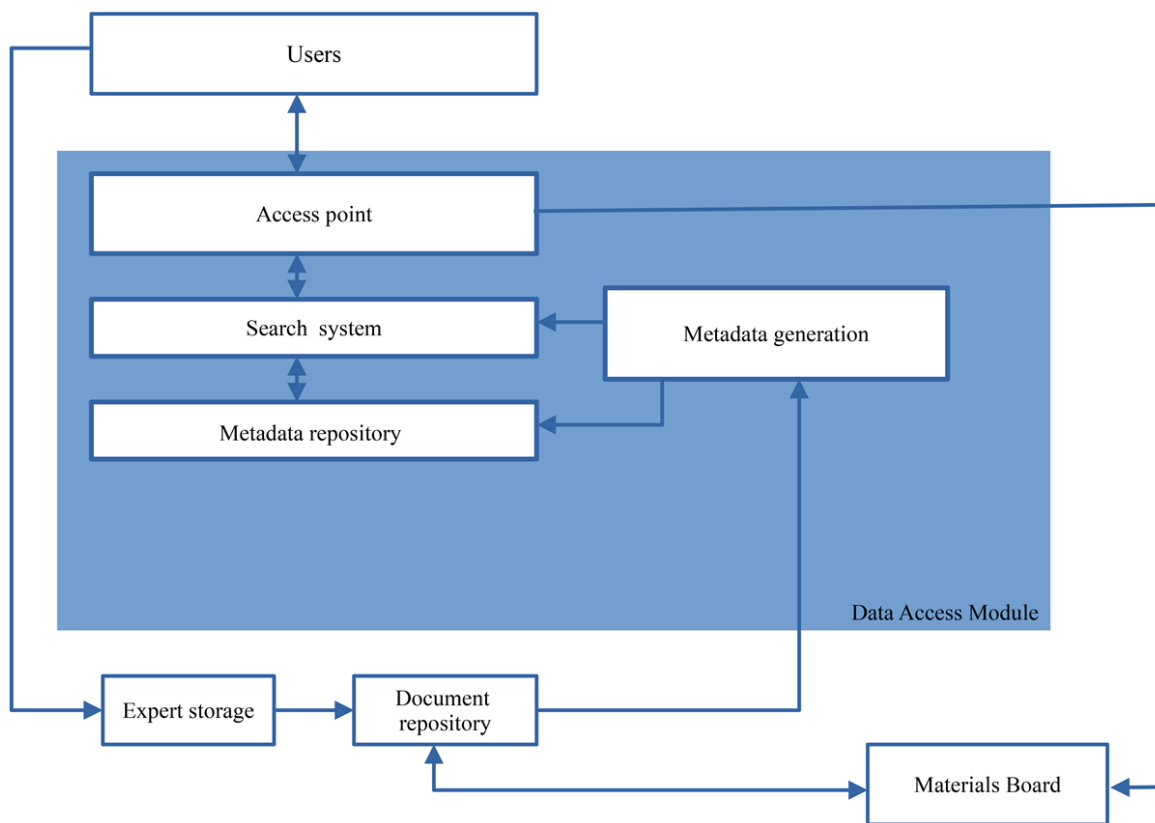 Users
Access point
Search system
Metadata generation
Metadata repository
Data Access Module
Expert storage
Document
repository
Materials Board